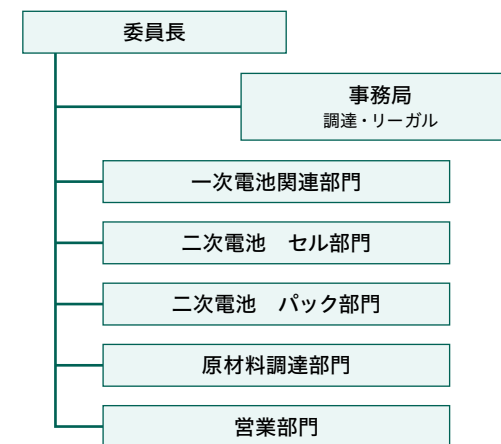 委員長
事務局
調達・リーガル
一次電池関連部門
二次電池　セル部門
二次電池　パック部門
原材料調達部門
営業部門